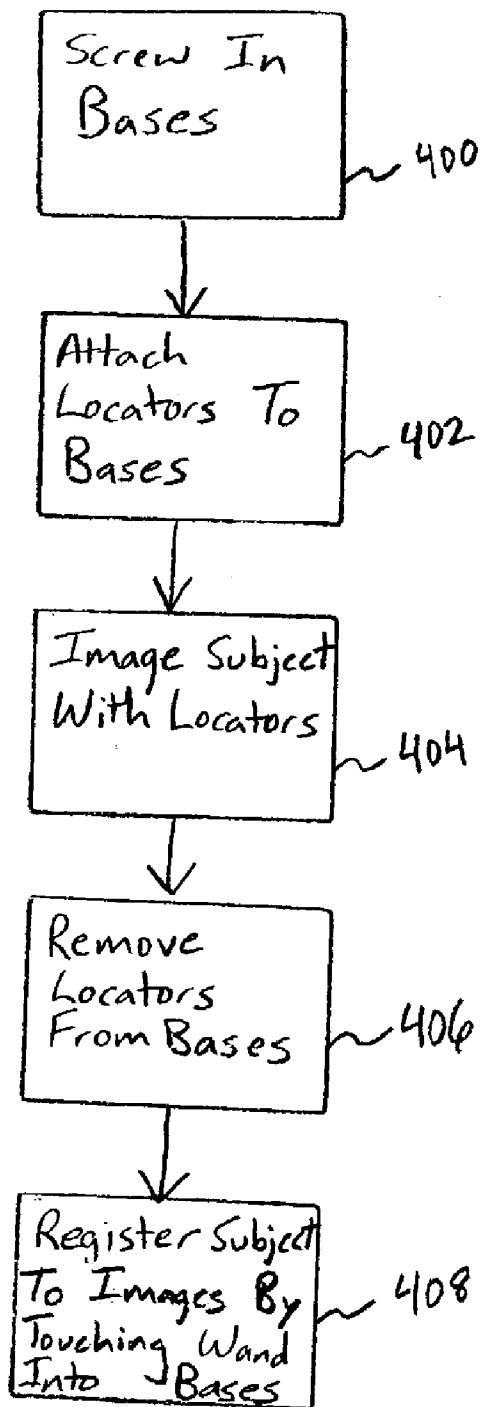 Screw In
Bases
400
Attach
Locators To
Bases
402
Image Subject
With Locators
404
Remove
Locators
From Bases
406
Register Subject
To Images By
Touching Wand
Into Bases
408